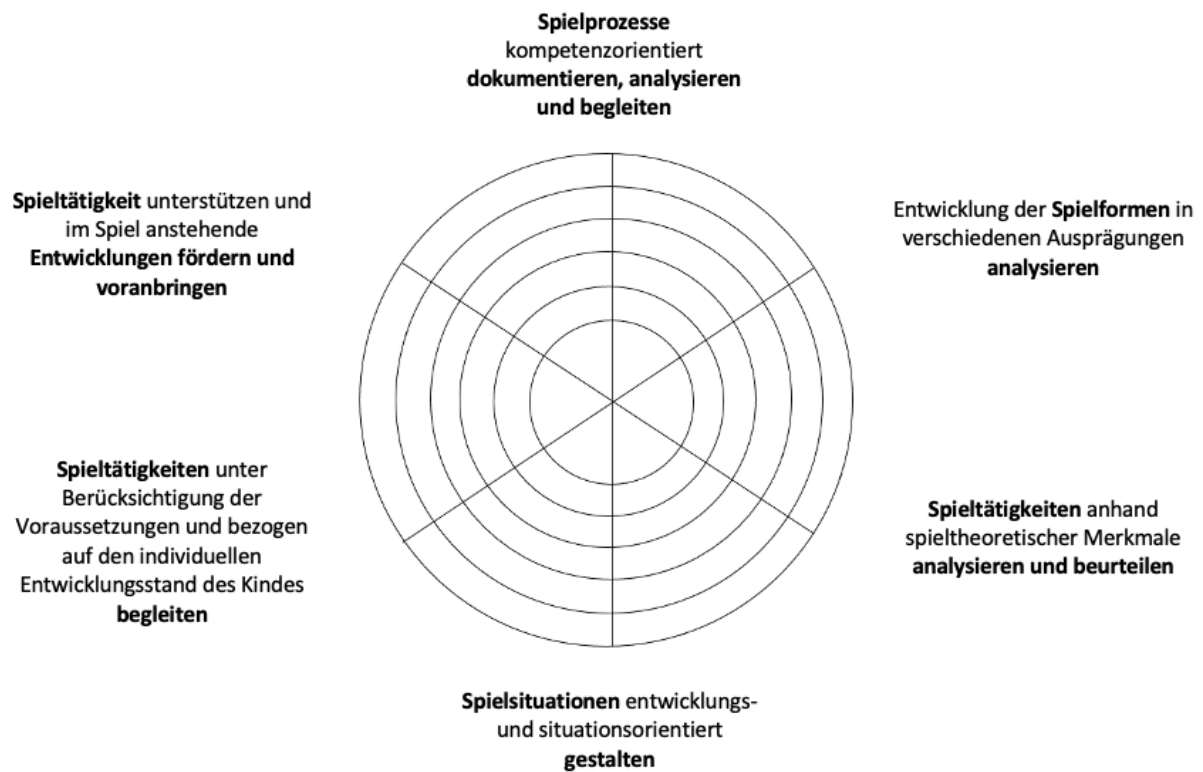 Spielprozesse
kompetenzorientiert
dokumentieren, analysieren
und begleiten
Spieltätigkeit unterstützen und
im Spiel anstehende
Entwicklungen fördern und
voranbringen
Entwicklung der Spielformen in
verschiedenen Ausprägungen
analysieren
Spieltätigkeiten unter
Berücksichtigung der
Voraussetzungen und bezogen
auf den individuellen
Entwicklungsstand des Kindes
begleiten
Spieltätigkeiten anhand
spieltheoretischer Merkmale
analysieren und beurteilen
Spielsituationen entwicklungs-
und situationsorientiert
gestalten